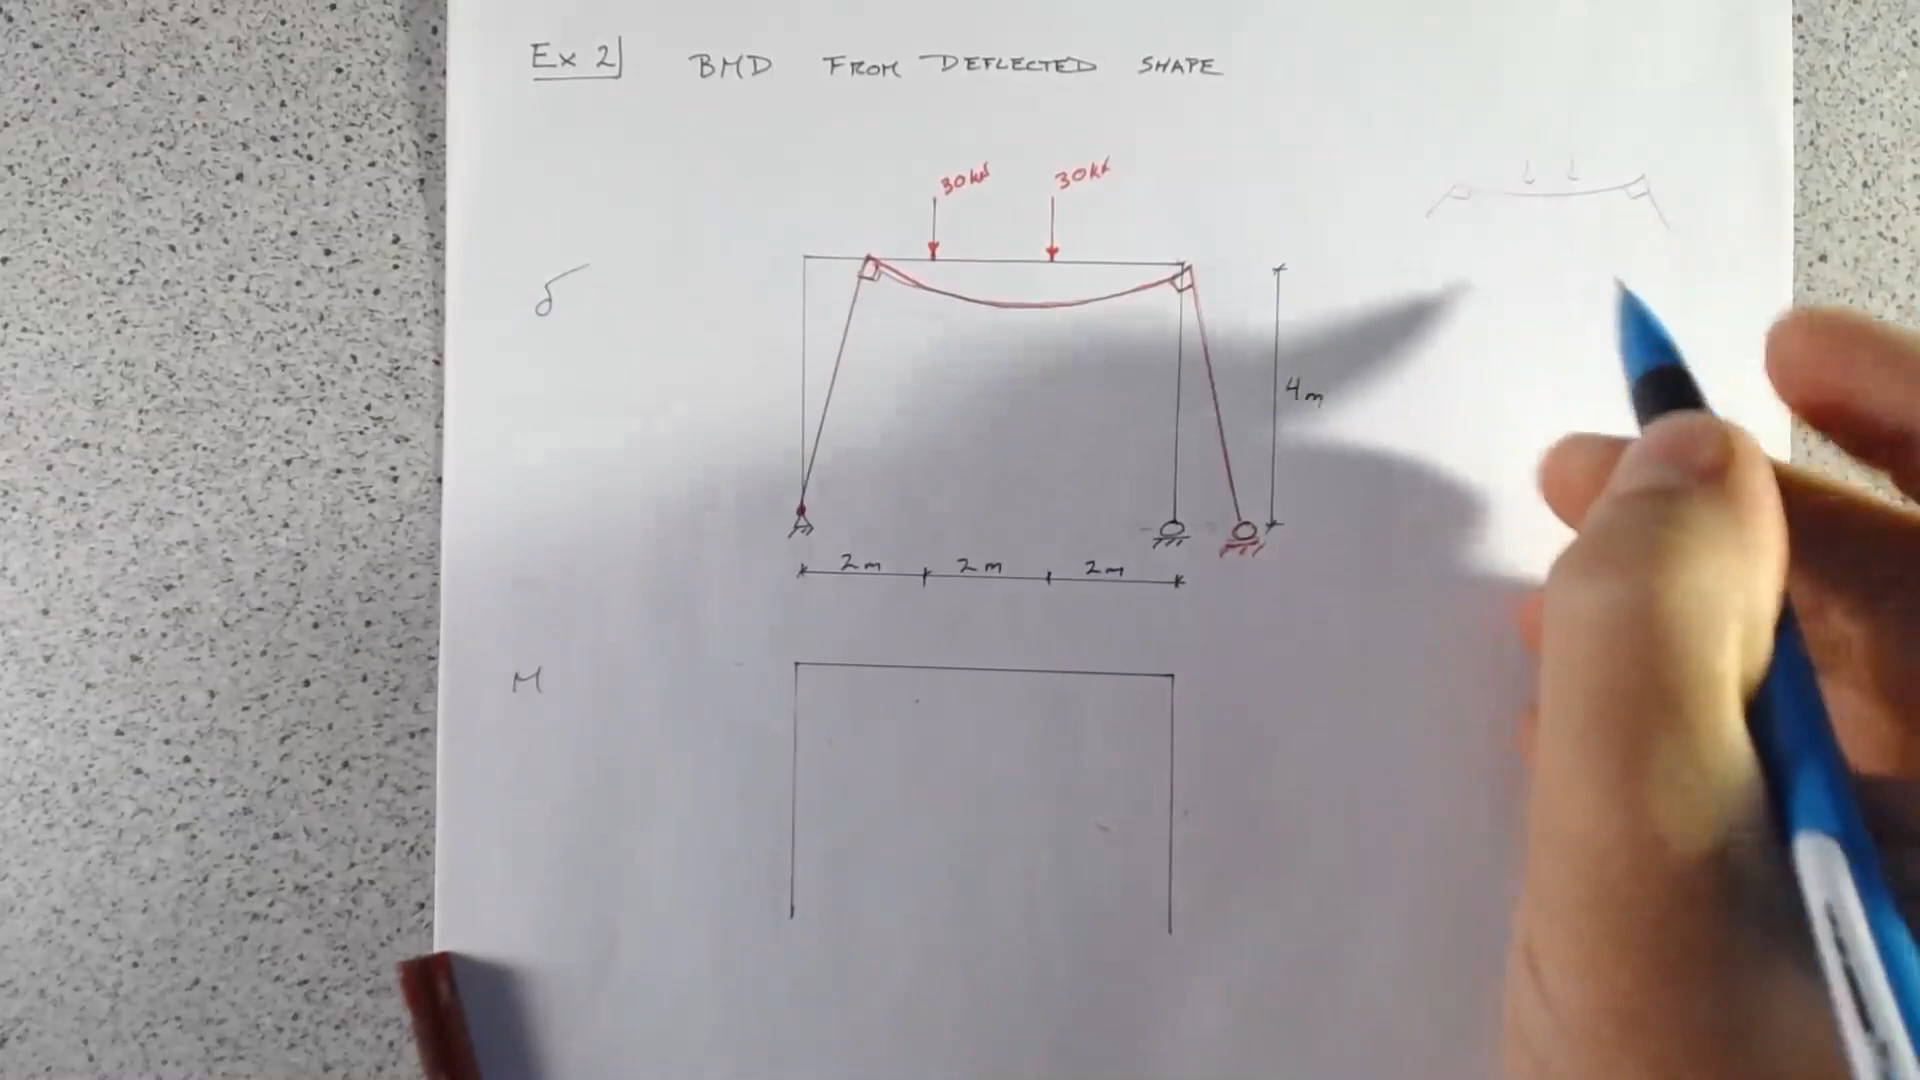 Ex 2 BMD FROM DEFLECTED SHAPE
30kN 30kN
δ
4m
2m 2m 2m
M